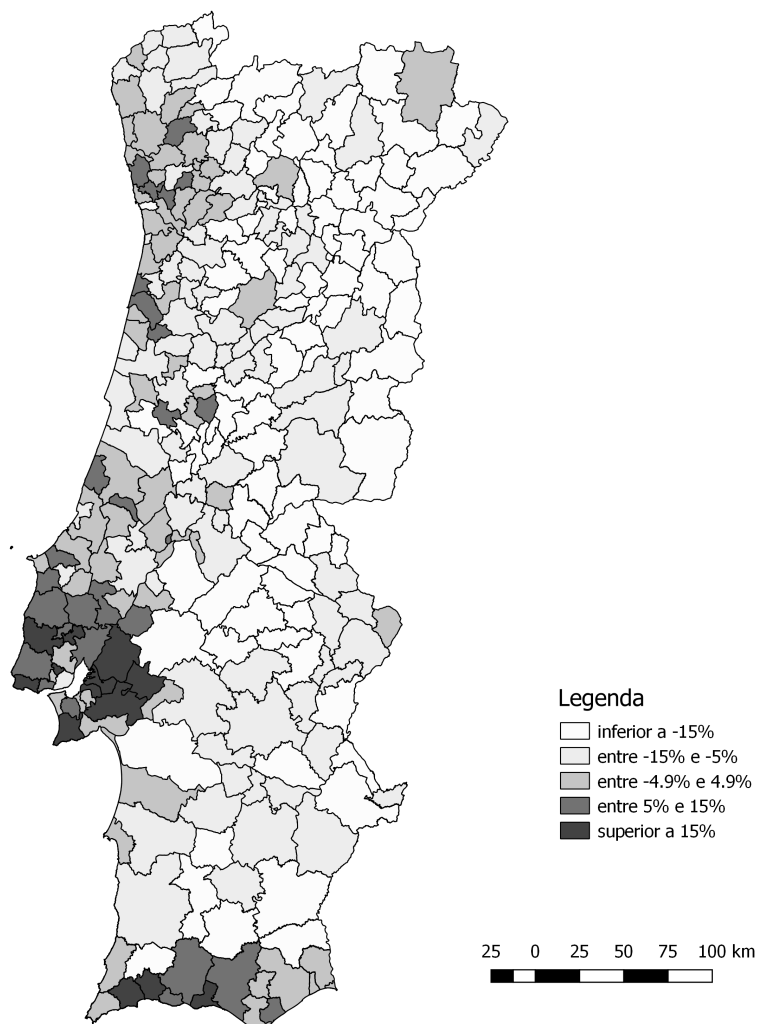 Legenda
inferior a -15%
entre -15% e -5%
entre -4.9% e 4.9%
entre 5% e 15%
superior a 15%
25 0 25 50 75 100 km